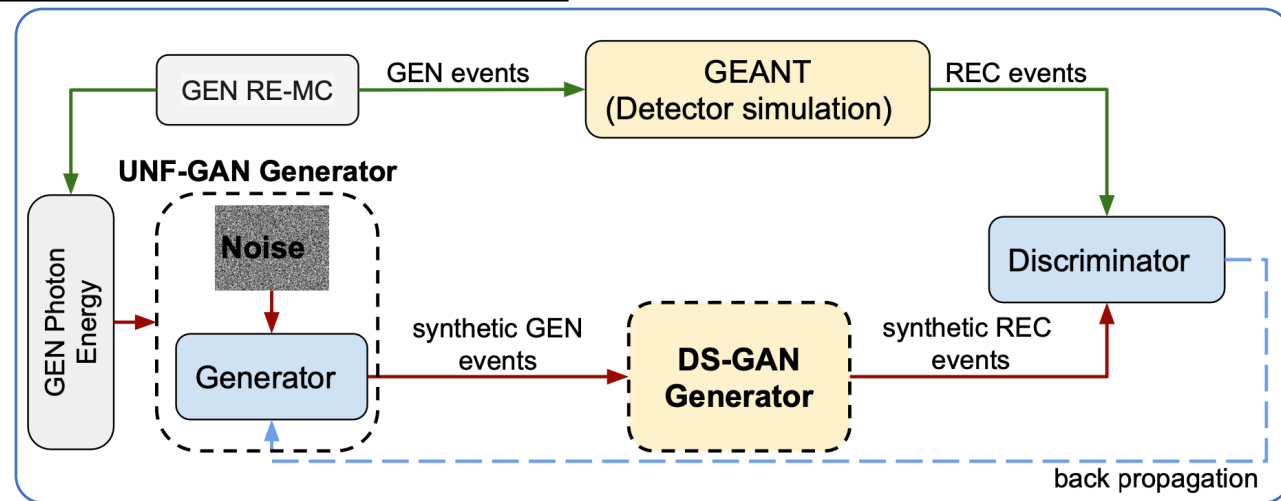 GEN RE-MC
GEN events
GEANT
(Detector simulation)
REC events
UNF-GAN Generator
GEN Photon
Energy
Noise
Generator
synthetic GEN
events
DS-GAN
Generator
synthetic REC
events
Discriminator
back propagation